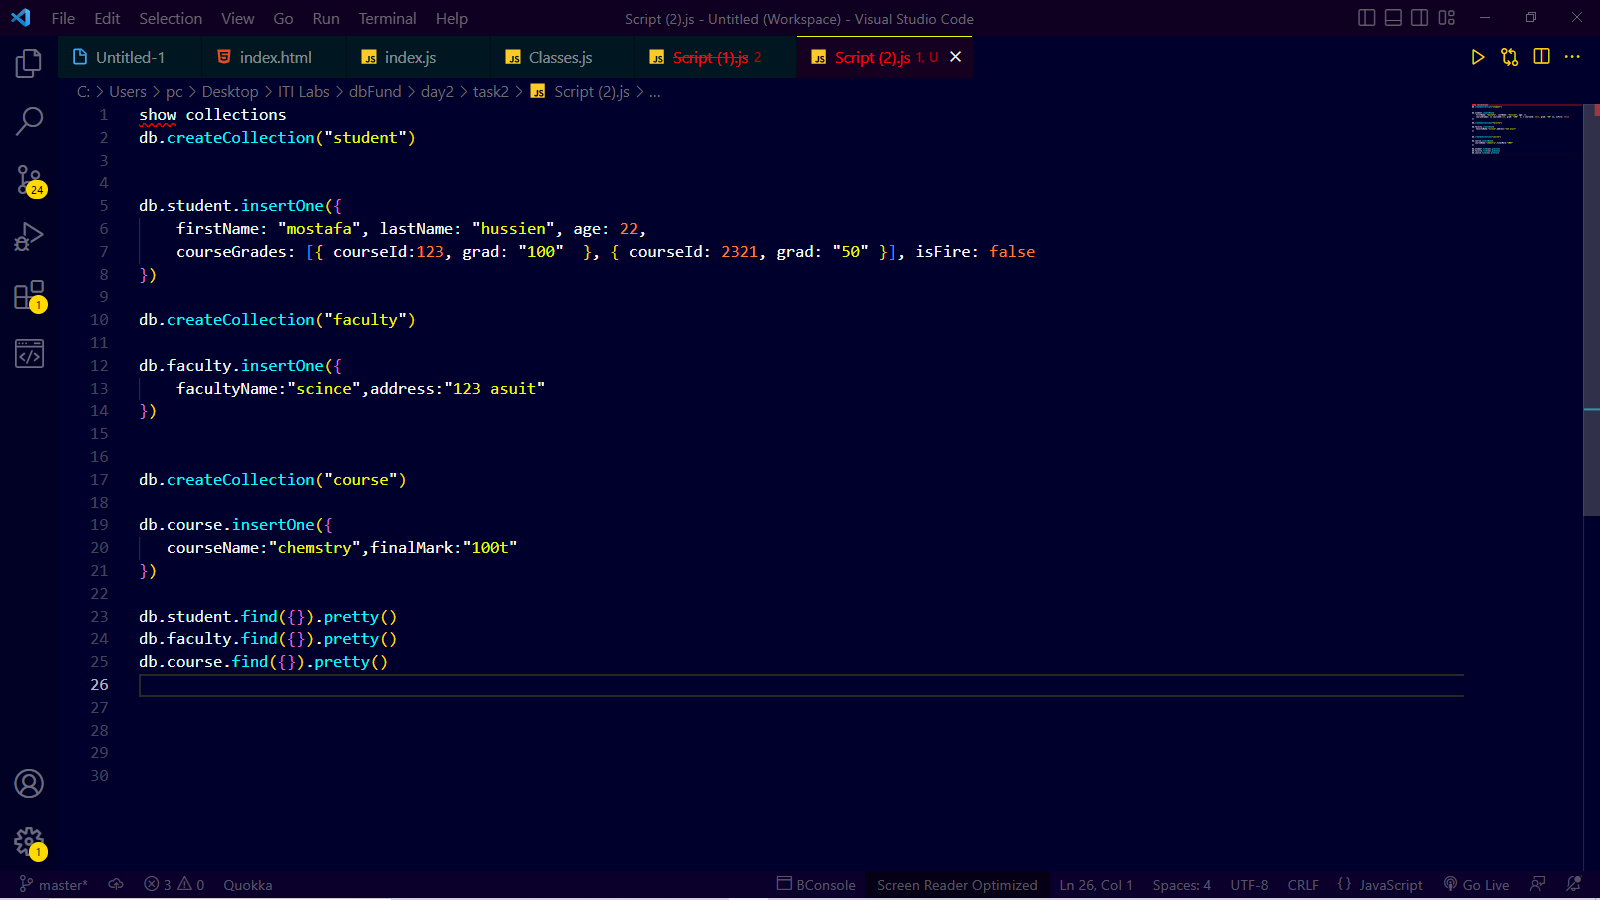 File Edit Selection View Go Run Terminal Help Script (2).js - Untitled (Workspace) - Visual Studio Code
Untitled-1 index.html JS index.js JS Classes.js JS Script (1).js 2 JS Script (2).js 1, U
C: > Users > pc > Desktop > ITI Labs > dbFund > day2 > task2 > JS Script (2).js > ...
1 show collections
2 db.createCollection("student")
3
4
5 db.student.insertOne({
6 firstName: "mostafa", lastName: "hussien", age: 22,
7 courseGrades: [{ courseId:123, grad: "100"  }, { courseId: 2321, grad: "50" }], isFire: false
8 })
9
10 db.createCollection("faculty")
11
12 db.faculty.insertOne({
13 facultyName:"scince",address:"123 asuit"
14 })
15
16
17 db.createCollection("course")
18
19 db.course.insertOne({
20 courseName:"chemstry",finalMark:"100t"
21 })
22
23 db.student.find({}).pretty()
24 db.faculty.find({}).pretty()
25 db.course.find({}).pretty()
26
27
28
29
30
24
1
1
master* 3 0 Quokka BConsole Screen Reader Optimized Ln 26, Col 1 Spaces: 4 UTF-8 CRLF {} JavaScript Go Live